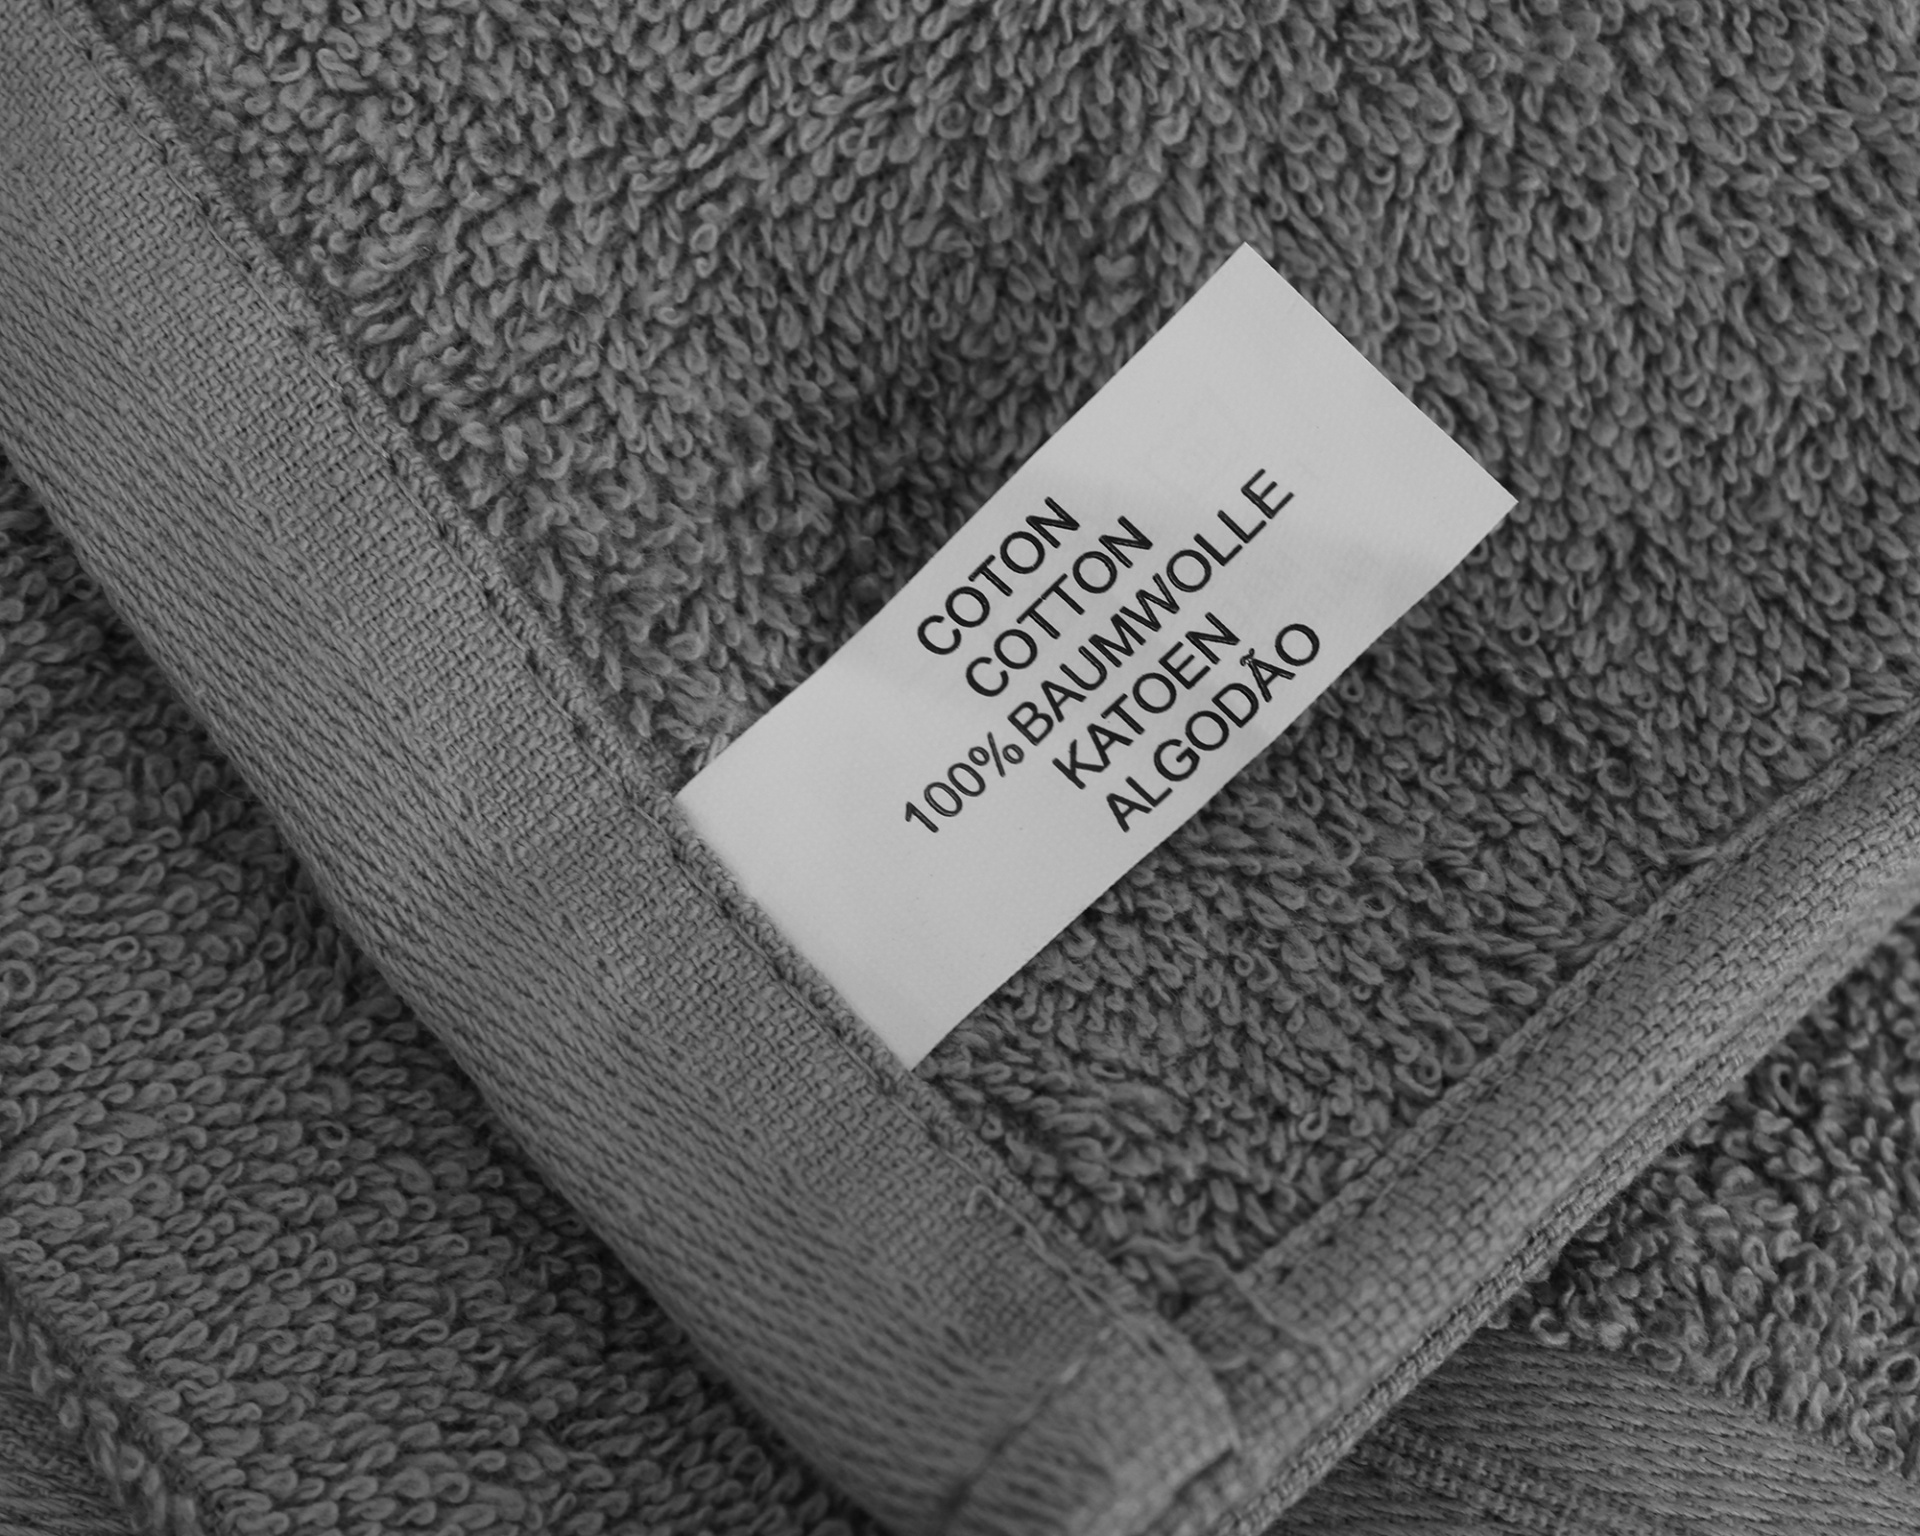 COTON
COTTON
100% BAUMWOLLE
KATOEN
ALGODÃO